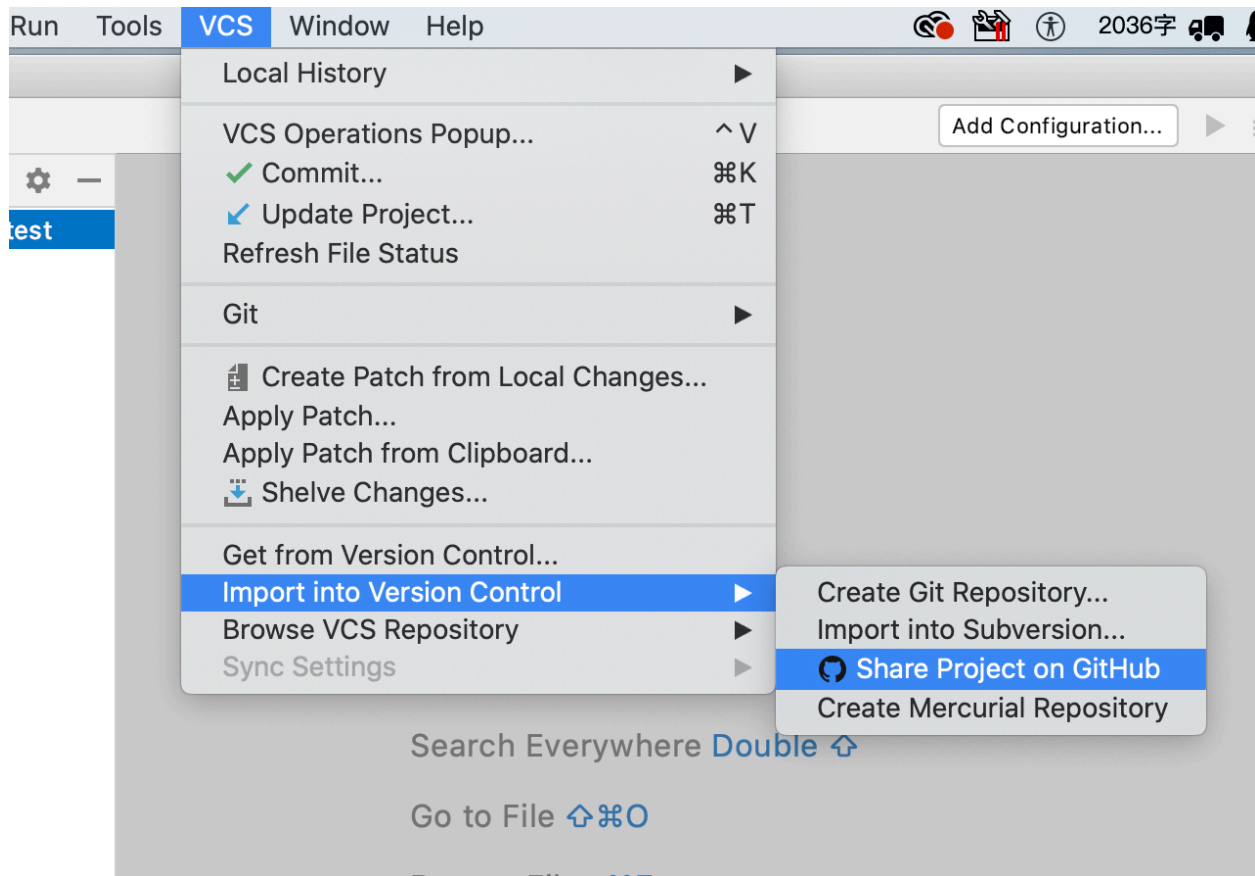 Run Tools VCS Window Help 2036字
Local History
VCS Operations Popup... ^ V
Add Configuration...
Commit... ⌘K
Update Project... ⌘T
test
Refresh File Status
Git
Create Patch from Local Changes...
Apply Patch...
Apply Patch from Clipboard...
Shelve Changes...
Get from Version Control...
Import into Version Control
Browse VCS Repository
Sync Settings
Create Git Repository...
Import into Subversion...
Share Project on GitHub
Create Mercurial Repository
Search Everywhere Double ⇧
Go to File ⇧⌘O